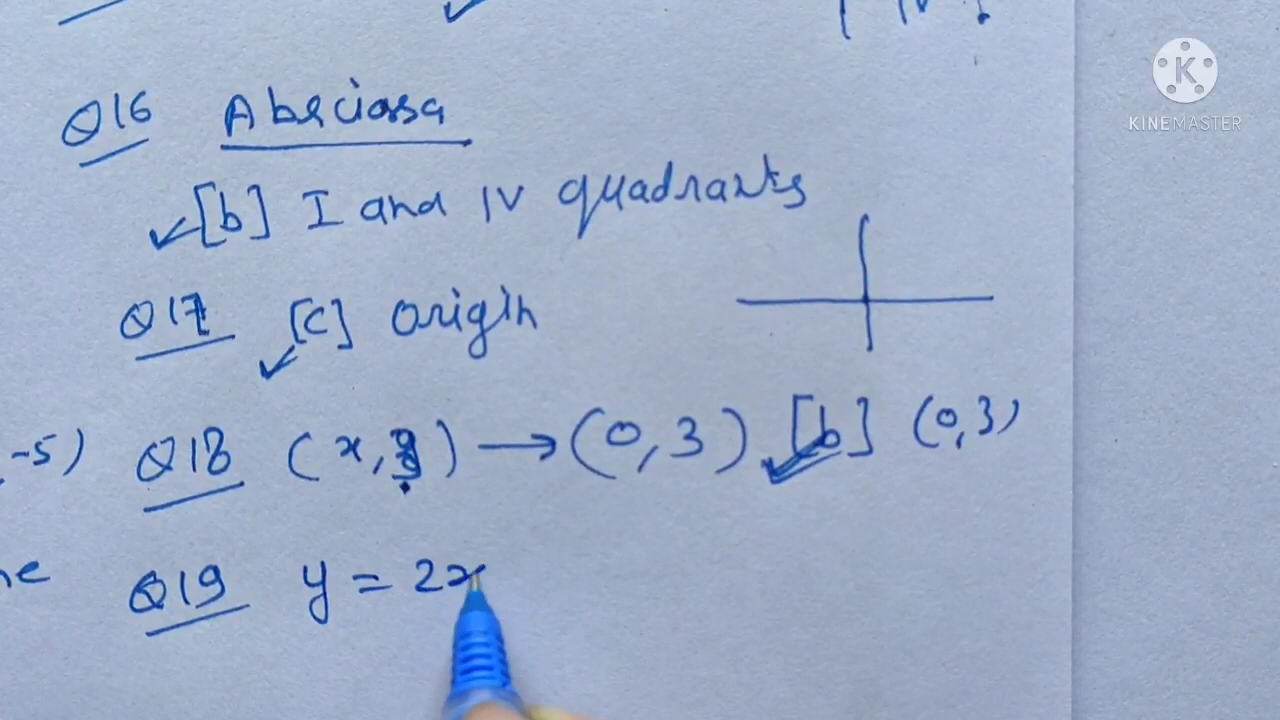 Q16 Abscissa
KINEMASTER
[b] I and IV quadrants
Q17 [c] origin
-5) Q18 (x,3) → (0,3) [b] (0,3)
Q19 y = 2x